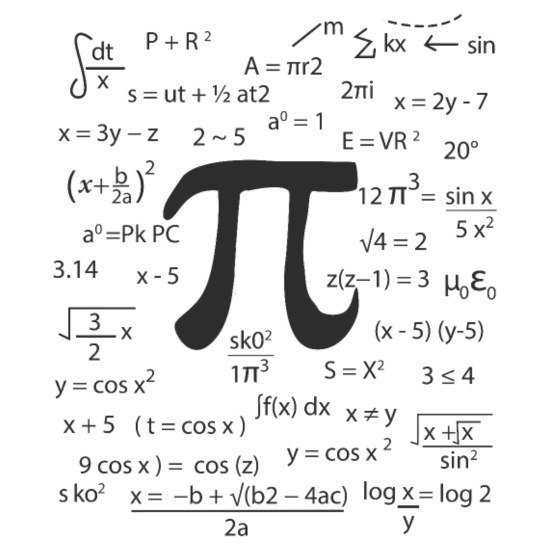 ∫ dt/x
P + R²
/m
∑ kx ← sin
A = πr2
s = ut + ½ at2
2πi
x = 2y - 7
x = 3y – z
2 ~ 5
a⁰ = 1
E = VR²
20°
(x + b/2a)²
π
12 π³ = sin x / 5 x²
a⁰ =Pk PC
√4 = 2
3.14
x - 5
z(z–1) = 3
μ₀ε₀
√(3/2 x)
sk0²/1π³
(x - 5) (y-5)
y = cos x²
S = X²
3 ≤ 4
∫f(x) dx
x + 5
( t = cos x )
x ≠ y
√(x + √x) / sin²
9 cos x ) = cos (z)
y = cos x²
s ko²
x = –b + √(b2 – 4ac) / 2a
log x/y = log 2